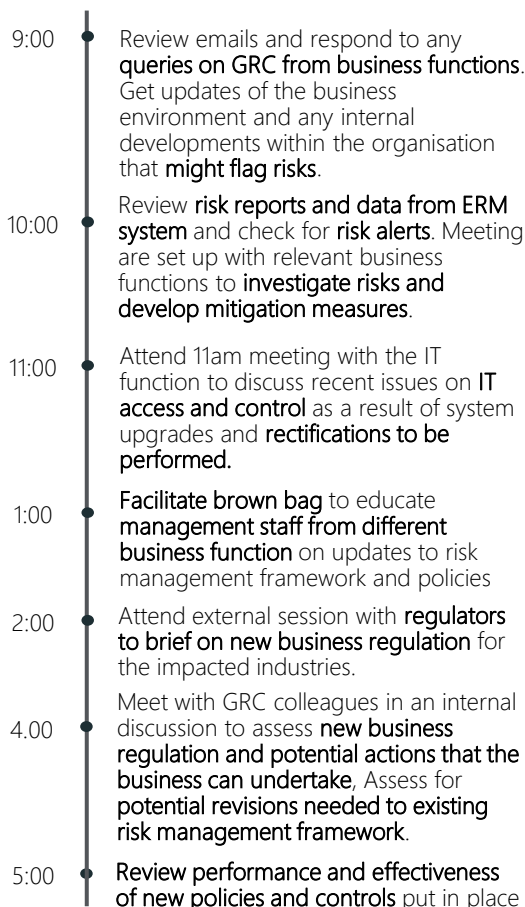 9:00
Review emails and respond to any
queries on GRC from business functions.
Get updates of the business
environment and any internal
developments within the organisation
that might flag risks.
10:00
Review risk reports and data from ERM
system and check for risk alerts. Meeting
are set up with relevant business
functions to investigate risks and
develop mitigation measures.
11:00
Attend 11am meeting with the IT
function to discuss recent issues on IT
access and control as a result of system
upgrades and rectifications to be
performed.
1:00
Facilitate brown bag to educate
management staff from different
business function on updates to risk
management framework and policies
2:00
Attend external session with regulators
to brief on new business regulation for
the impacted industries.
4.00
Meet with GRC colleagues in an internal
discussion to assess new business
regulation and potential actions that the
business can undertake, Assess for
potential revisions needed to existing
risk management framework.
5:00
Review performance and effectiveness
of new policies and controls put in place